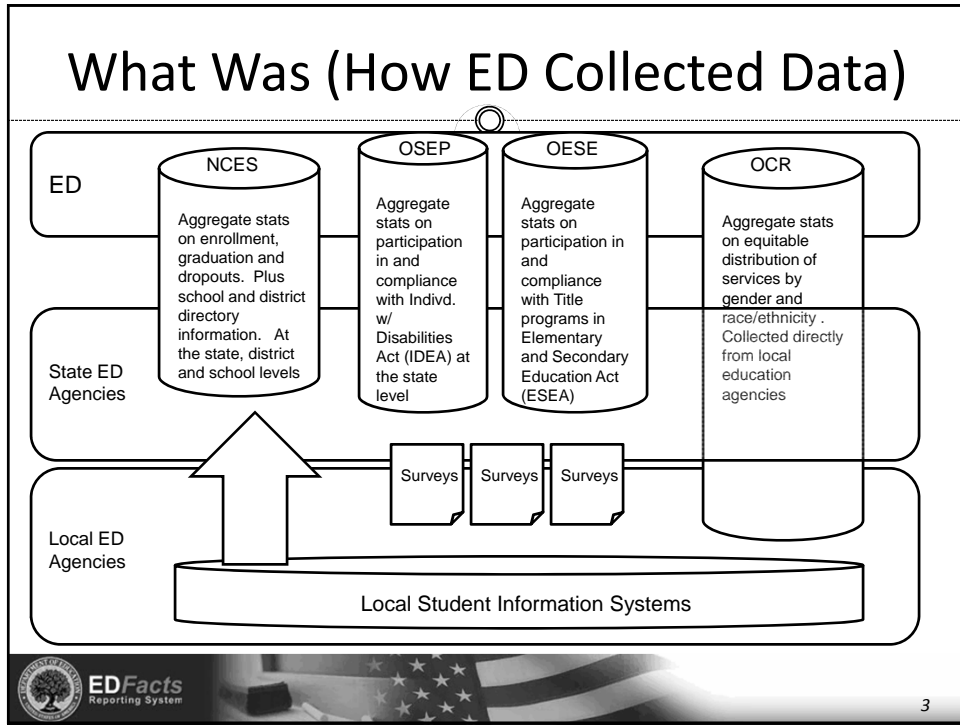 What Was (How ED Collected Data)
ED
NCES
Aggregate stats
on enrollment,
graduation and
dropouts. Plus
school and district
directory
information. At
the state, district
and school levels
OSEP
Aggregate
stats on
participation
in and
compliance
with Indivd.
w/
Disabilities
Act (IDEA) at
the state
level
OESE
Aggregate
stats on
participation in
and
compliance
with Title
programs in
Elementary
and Secondary
Education Act
(ESEA)
OCR
Aggregate stats
on equitable
distribution of
services by
gender and
race/ethnicity .
Collected directly
from local
education
agencies
State ED
Agencies
Surveys
Surveys
Surveys
Local ED
Agencies
Local Student Information Systems
EDFacts
Reporting System
3